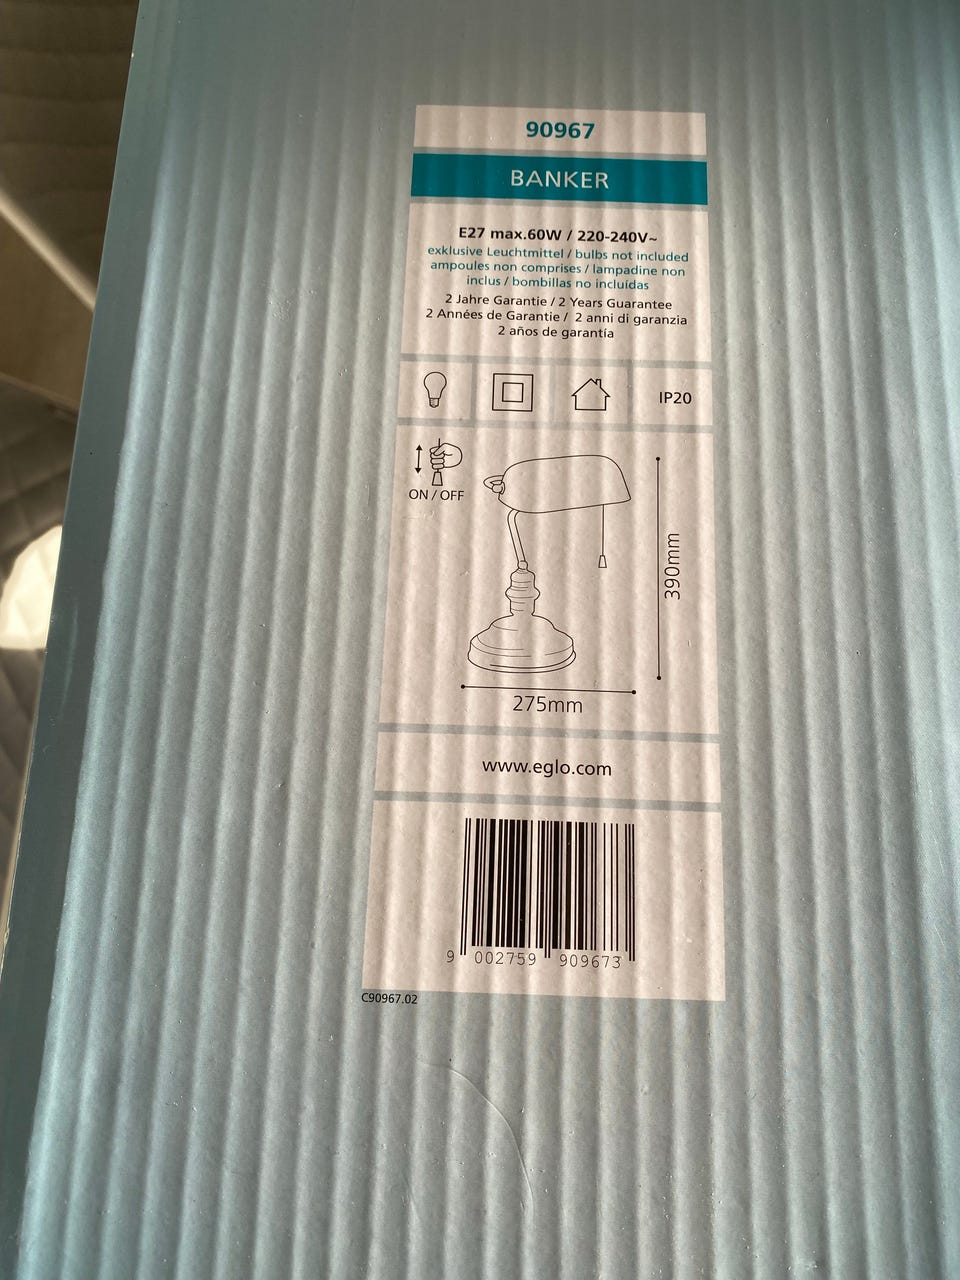 90967
BANKER
E27 max.60W / 220-240V~
exklusive Leuchtmittel / bulbs not included
ampoules non comprises / lampadine non
inclus / bombillas no incluídas
2 Jahre Garantie / 2 Years Guarantee
2 Années de Garantie / 2 anni di garanzia
2 años de garantía
IP20
ON / OFF
390mm
275mm
www.eglo.com
9 002759 909673
C90967.02